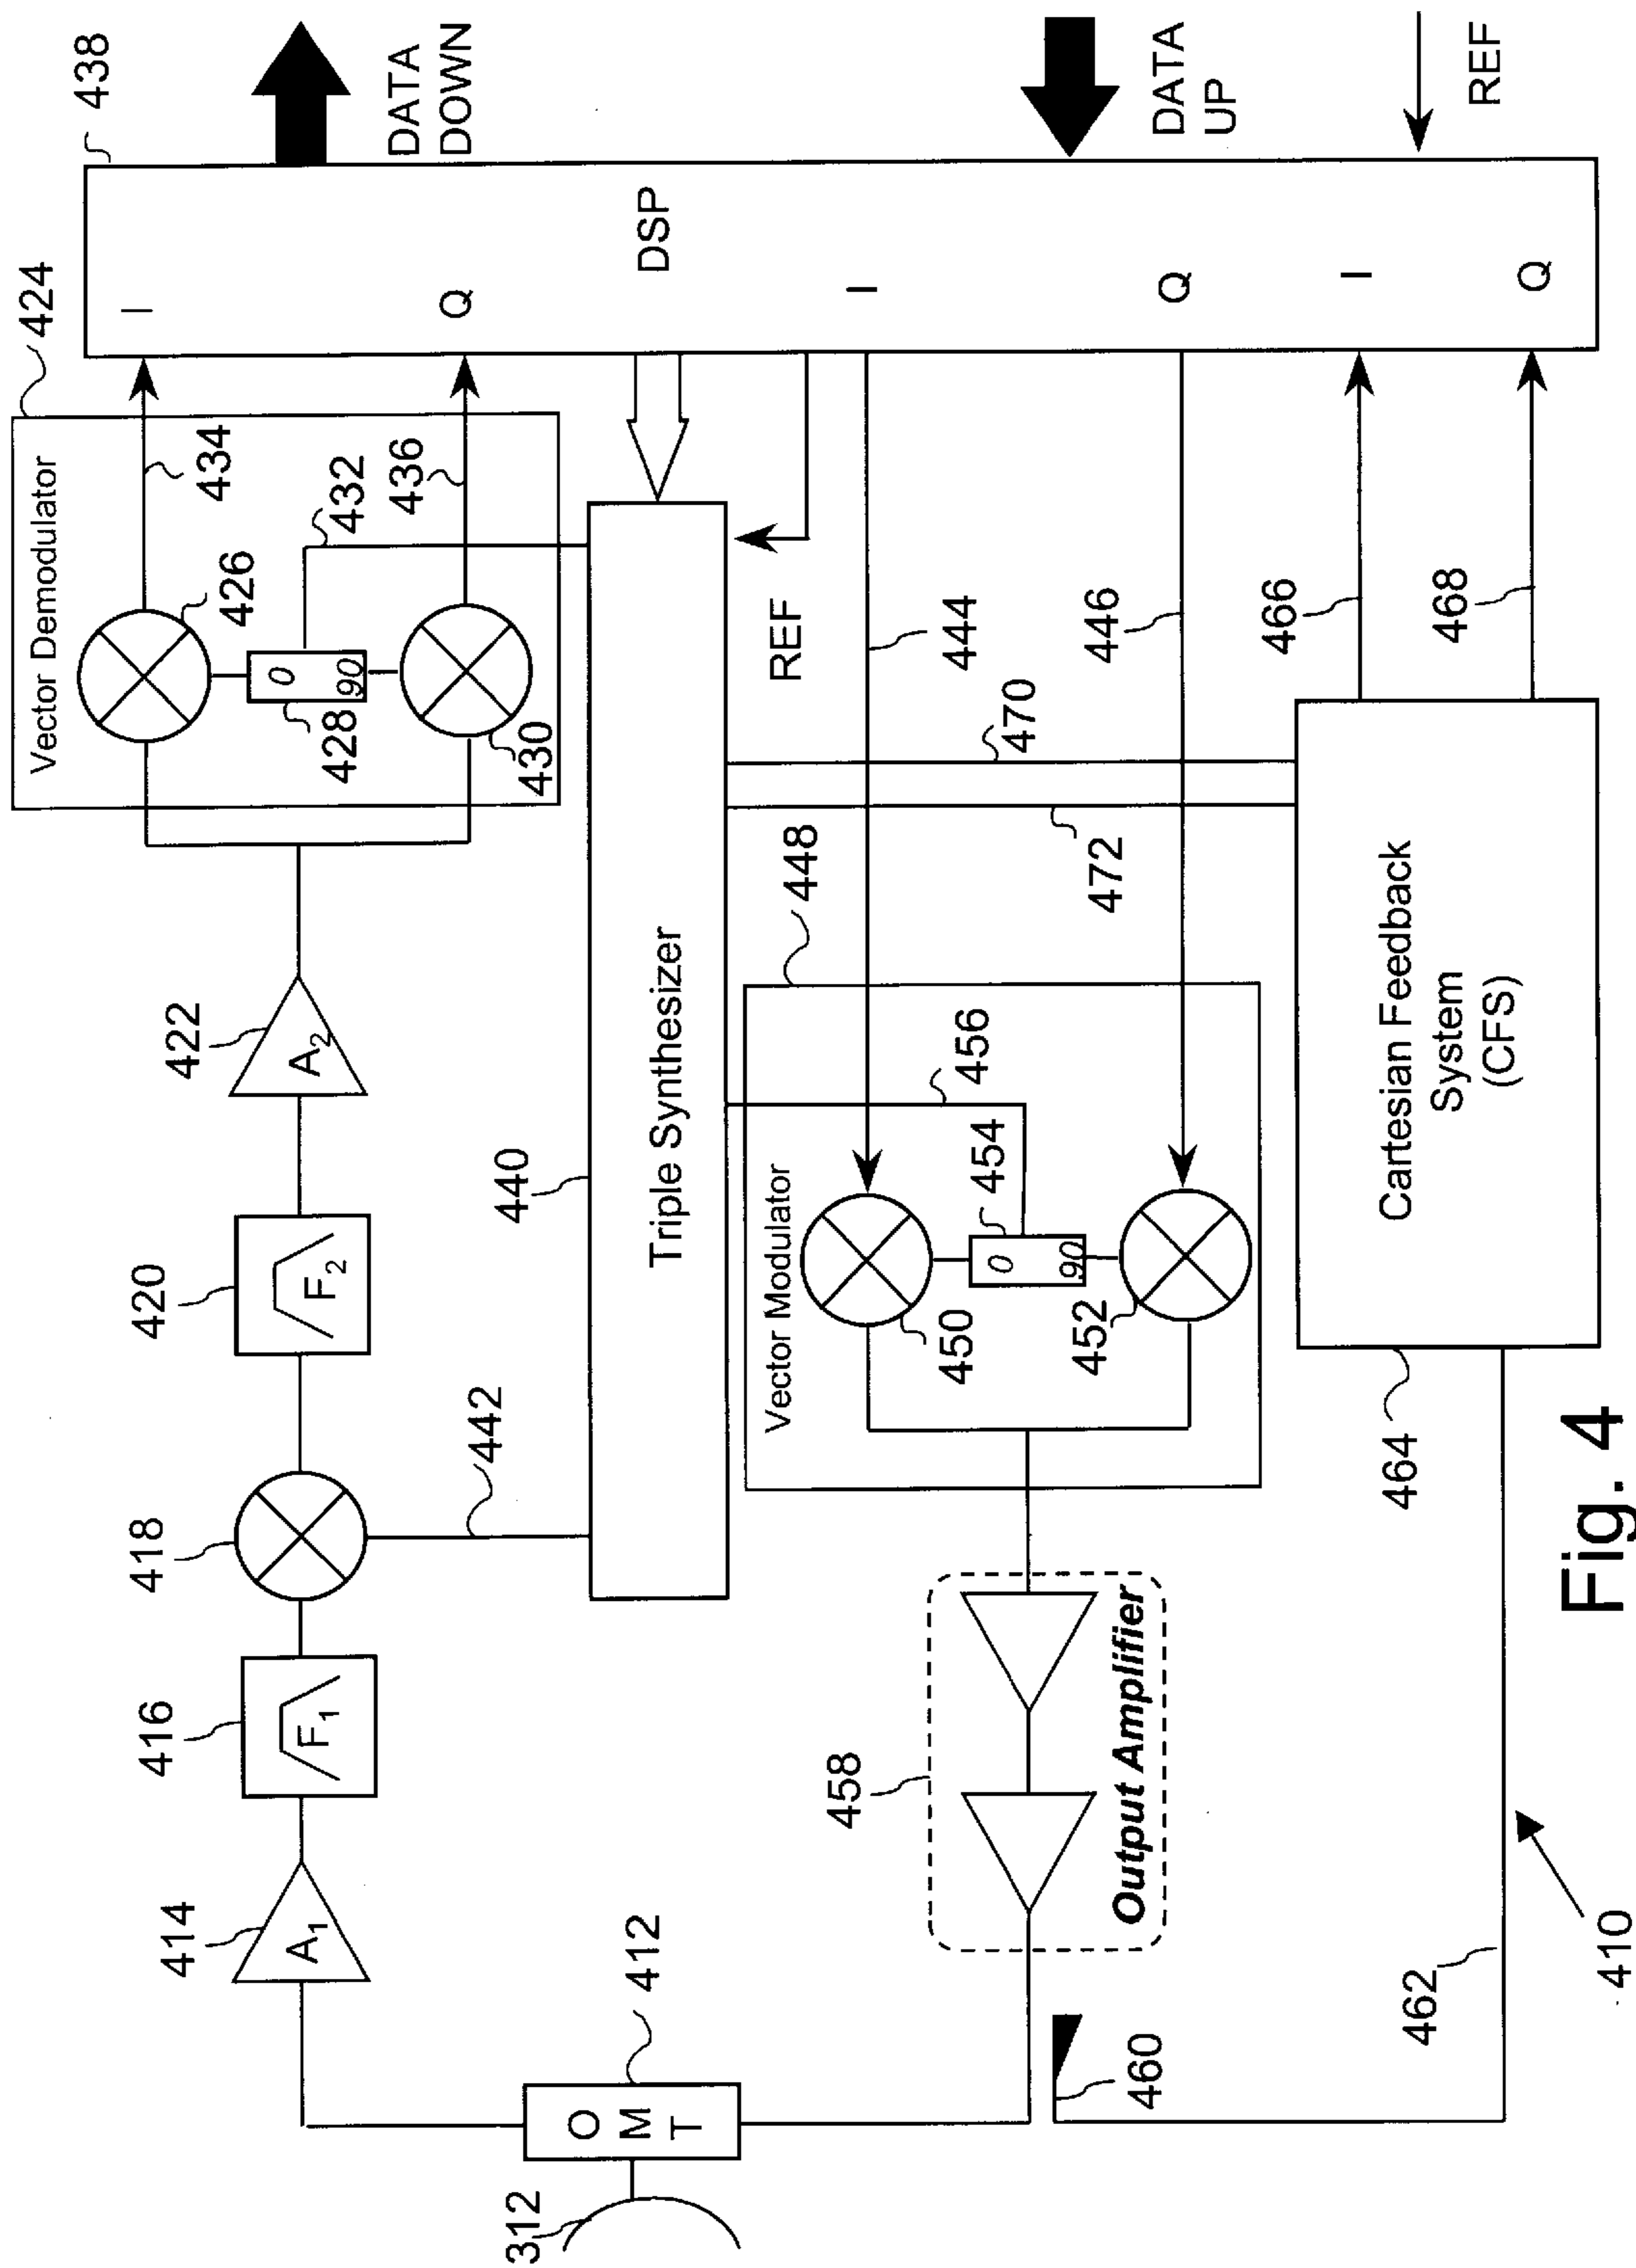 438
DATA
DOWN
DATA
UP
REF
424
Vector Demodulator
I
Q
DSP
I
Q
I
Q
434
436
432
426
0
90
428
430
REF
444
446
466
468
470
472
422
A2
420
F2
418
442
416
F1
414
A1
412
O
M
T
312
440
Triple Synthesizer
448
Vector Modulator
456
454
0
90
450
452
458
Output Amplifier
460
462
464
Cartesian Feedback
System
(CFS)
410
Fig. 4